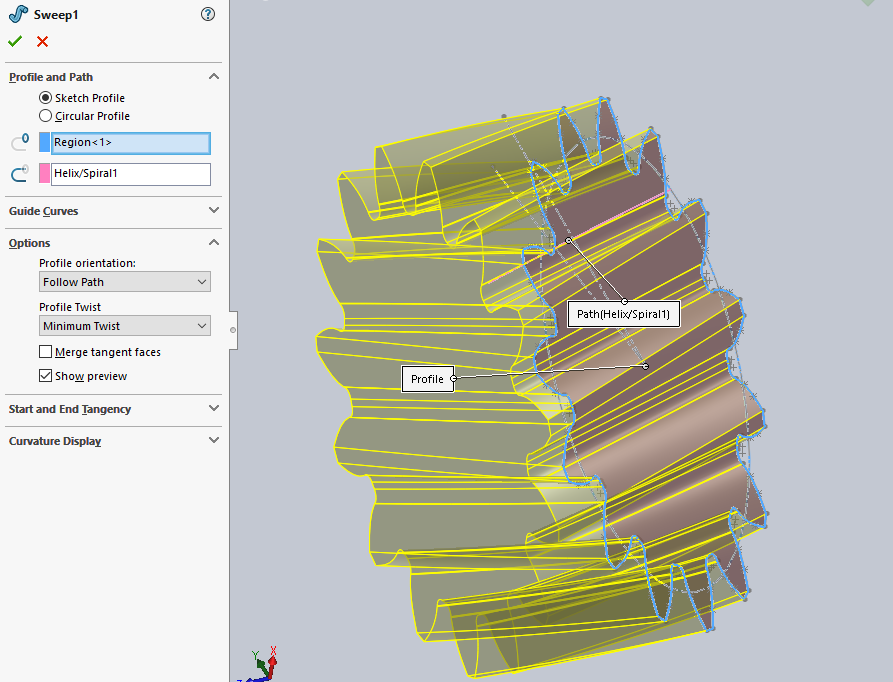 Sweep1
?
Profile and Path
Sketch Profile
Circular Profile
Region<1>
Helix/Spiral1
Guide Curves
Options
Profile orientation:
Follow Path
Profile Twist
Minimum Twist
Merge tangent faces
Show preview
Start and End Tangency
Curvature Display
Path(Helix/Spiral1)
Profile
Y
X
Z